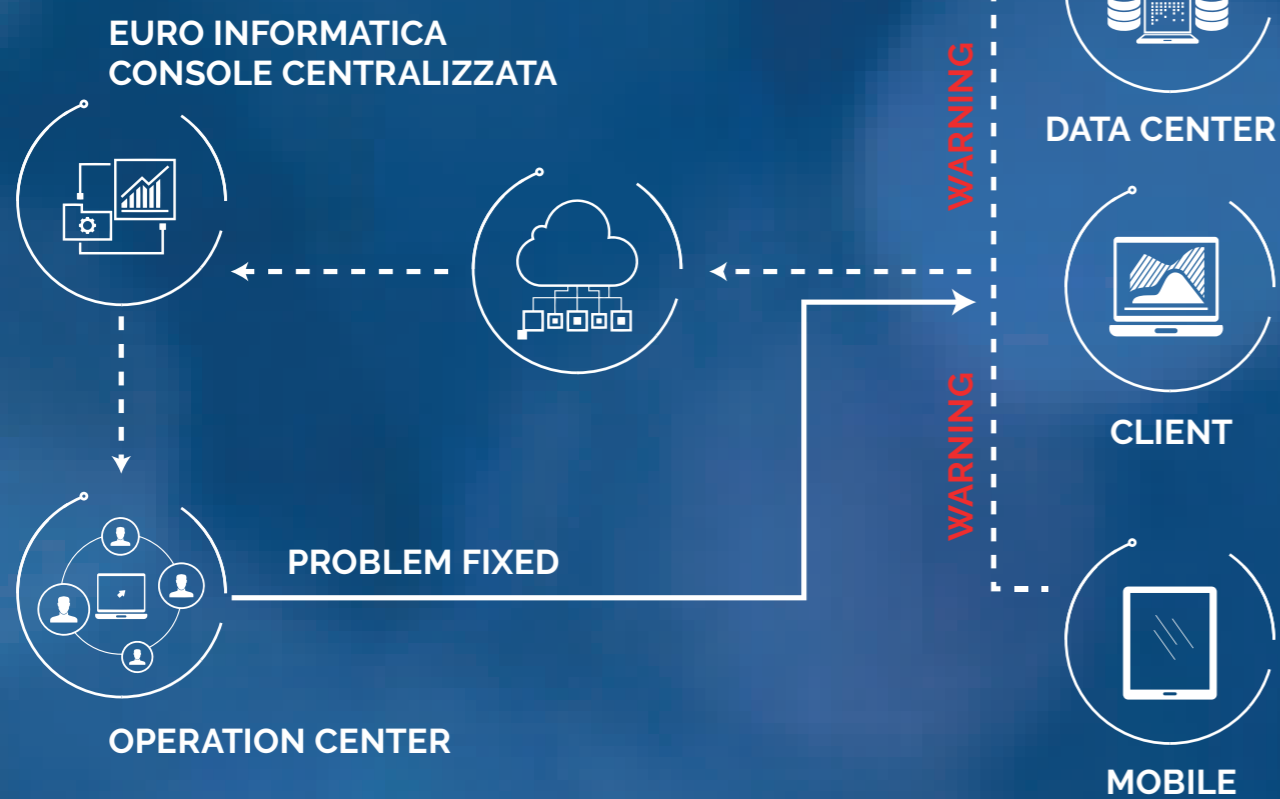 EURO INFORMATICA
CONSOLE CENTRALIZZATA
WARNING
DATA CENTER
WARNING
CLIENT
PROBLEM FIXED
OPERATION CENTER
MOBILE